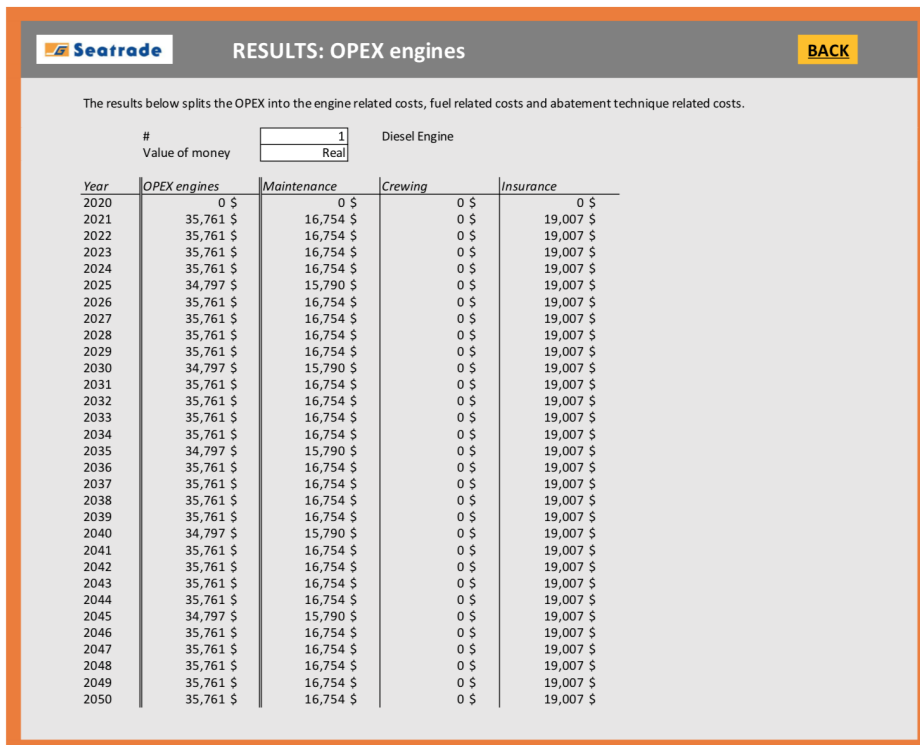 Seatrade RESULTS: OPEX engines BACK
The results below splits the OPEX into the engine related costs, fuel related costs and abatement technique related costs.
# 1 Diesel Engine
Value of money Real
Year OPEX engines Maintenance Crewing Insurance
2020 0 $ 0 $ 0 $ 0 $
2021 35,761 $ 16,754 $ 0 $ 19,007 $
2022 35,761 $ 16,754 $ 0 $ 19,007 $
2023 35,761 $ 16,754 $ 0 $ 19,007 $
2024 35,761 $ 16,754 $ 0 $ 19,007 $
2025 34,797 $ 15,790 $ 0 $ 19,007 $
2026 35,761 $ 16,754 $ 0 $ 19,007 $
2027 35,761 $ 16,754 $ 0 $ 19,007 $
2028 35,761 $ 16,754 $ 0 $ 19,007 $
2029 35,761 $ 16,754 $ 0 $ 19,007 $
2030 34,797 $ 15,790 $ 0 $ 19,007 $
2031 35,761 $ 16,754 $ 0 $ 19,007 $
2032 35,761 $ 16,754 $ 0 $ 19,007 $
2033 35,761 $ 16,754 $ 0 $ 19,007 $
2034 35,761 $ 16,754 $ 0 $ 19,007 $
2035 34,797 $ 15,790 $ 0 $ 19,007 $
2036 35,761 $ 16,754 $ 0 $ 19,007 $
2037 35,761 $ 16,754 $ 0 $ 19,007 $
2038 35,761 $ 16,754 $ 0 $ 19,007 $
2039 35,761 $ 16,754 $ 0 $ 19,007 $
2040 34,797 $ 15,790 $ 0 $ 19,007 $
2041 35,761 $ 16,754 $ 0 $ 19,007 $
2042 35,761 $ 16,754 $ 0 $ 19,007 $
2043 35,761 $ 16,754 $ 0 $ 19,007 $
2044 35,761 $ 16,754 $ 0 $ 19,007 $
2045 34,797 $ 15,790 $ 0 $ 19,007 $
2046 35,761 $ 16,754 $ 0 $ 19,007 $
2047 35,761 $ 16,754 $ 0 $ 19,007 $
2048 35,761 $ 16,754 $ 0 $ 19,007 $
2049 35,761 $ 16,754 $ 0 $ 19,007 $
2050 35,761 $ 16,754 $ 0 $ 19,007 $